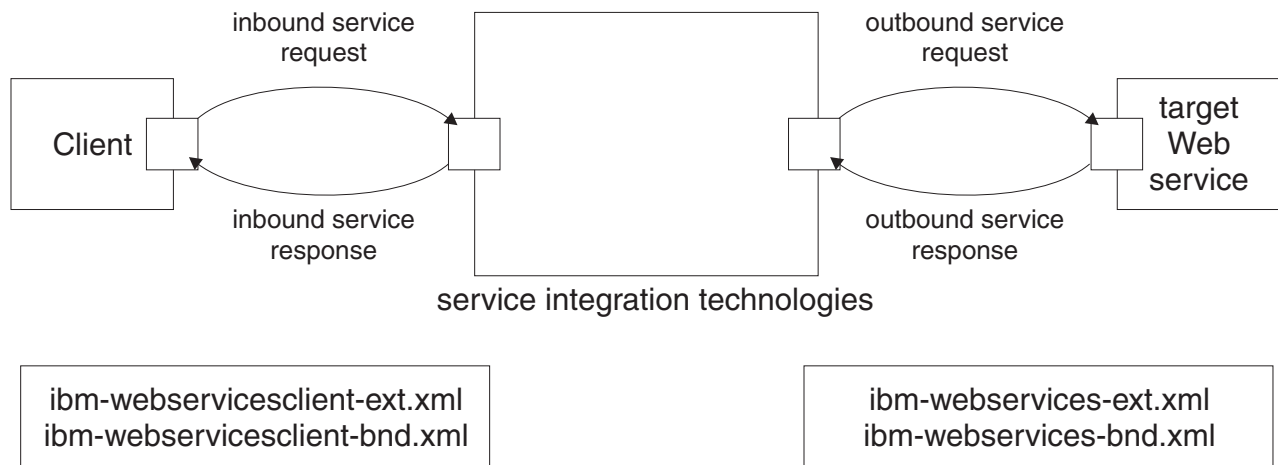 inbound service
request
outbound service
request
Client
target
Web
service
inbound service
response
outbound service
response
service integration technologies
ibm-webservicesclient-ext.xml
ibm-webservicesclient-bnd.xml
ibm-webservices-ext.xml
ibm-webservices-bnd.xml